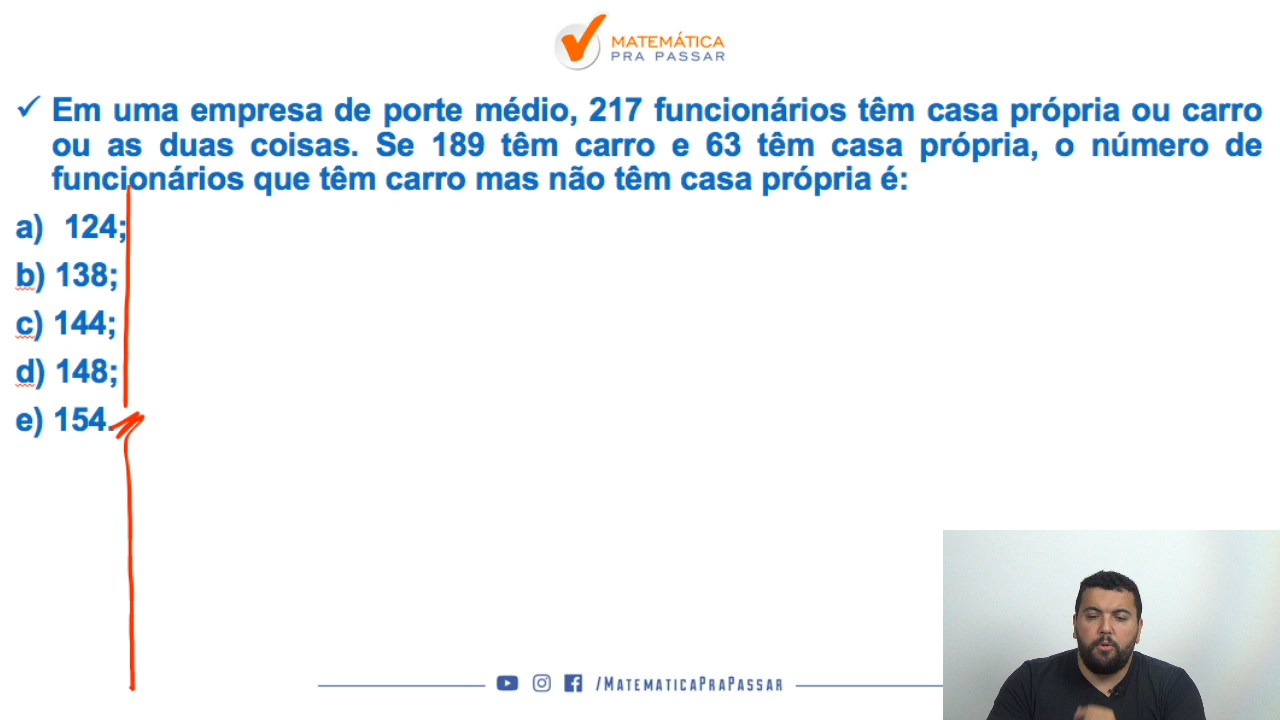 MATEMÁTICA
PRA PASSAR
✓ Em uma empresa de porte médio, 217 funcionários têm casa própria ou carro
ou as duas coisas. Se 189 têm carro e 63 têm casa própria, o número de
funcionários que têm carro mas não têm casa própria é:
a) 124;
b) 138;
c) 144;
d) 148;
e) 154.
/MATEMATICAPRAPASSAR